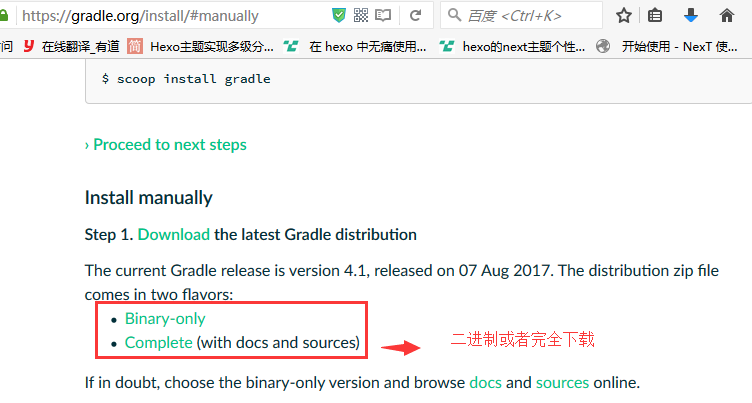 https://gradle.org/install/#manually
百度 <Ctrl+K>
问 在线翻译_有道 简 Hexo主题实现多级分... 在 hexo 中无痛使用... hexo的next主题个性... 开始使用 - NexT 使...
$ scoop install gradle
› Proceed to next steps
Install manually
Step 1. Download the latest Gradle distribution
The current Gradle release is version 4.1, released on 07 Aug 2017. The distribution zip file
comes in two flavors:
• Binary-only
• Complete (with docs and sources)
二进制或者完全下载
If in doubt, choose the binary-only version and browse docs and sources online.